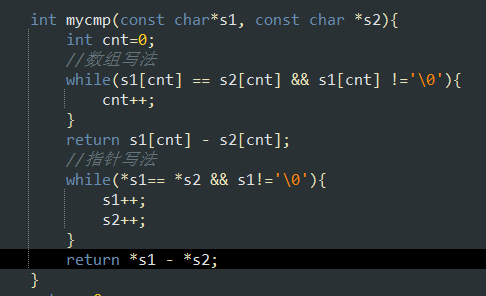 int mycmp(const char*s1, const char *s2){
int cnt=0;
//数组写法
while(s1[cnt] == s2[cnt] && s1[cnt] !='\0'){
cnt++;
}
return s1[cnt] - s2[cnt];
//指针写法
while(*s1== *s2 && s1!='\0'){
s1++;
s2++;
}
return *s1 - *s2;
}